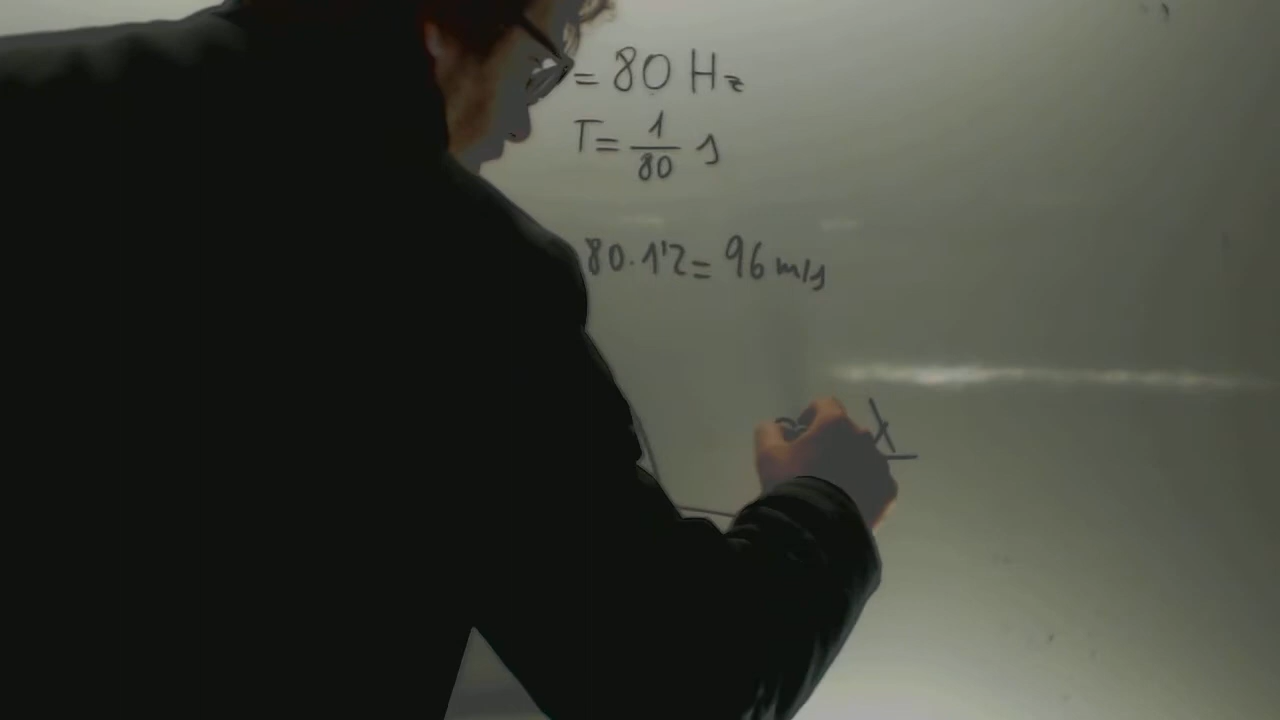 = 80 Hz
T = 1/80 s
80 · 1'2 = 96 m/s
x